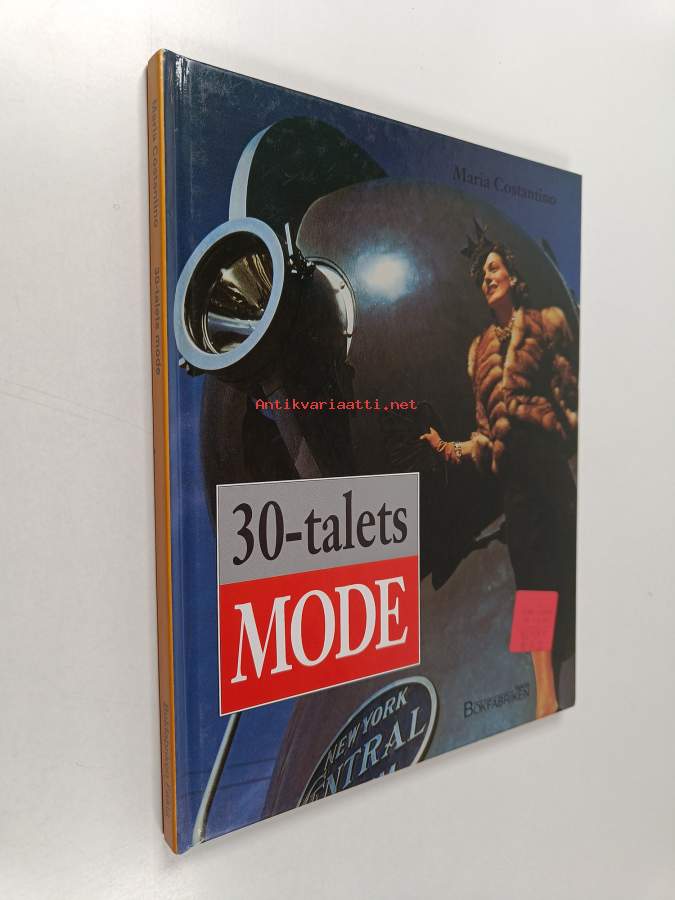 Maria Costantino
30-talets
MODE
NEW YORK
CENTRAL
BOKFABRIKEN
Maria Costantino
30-talets mode
Antikvariaatti.net